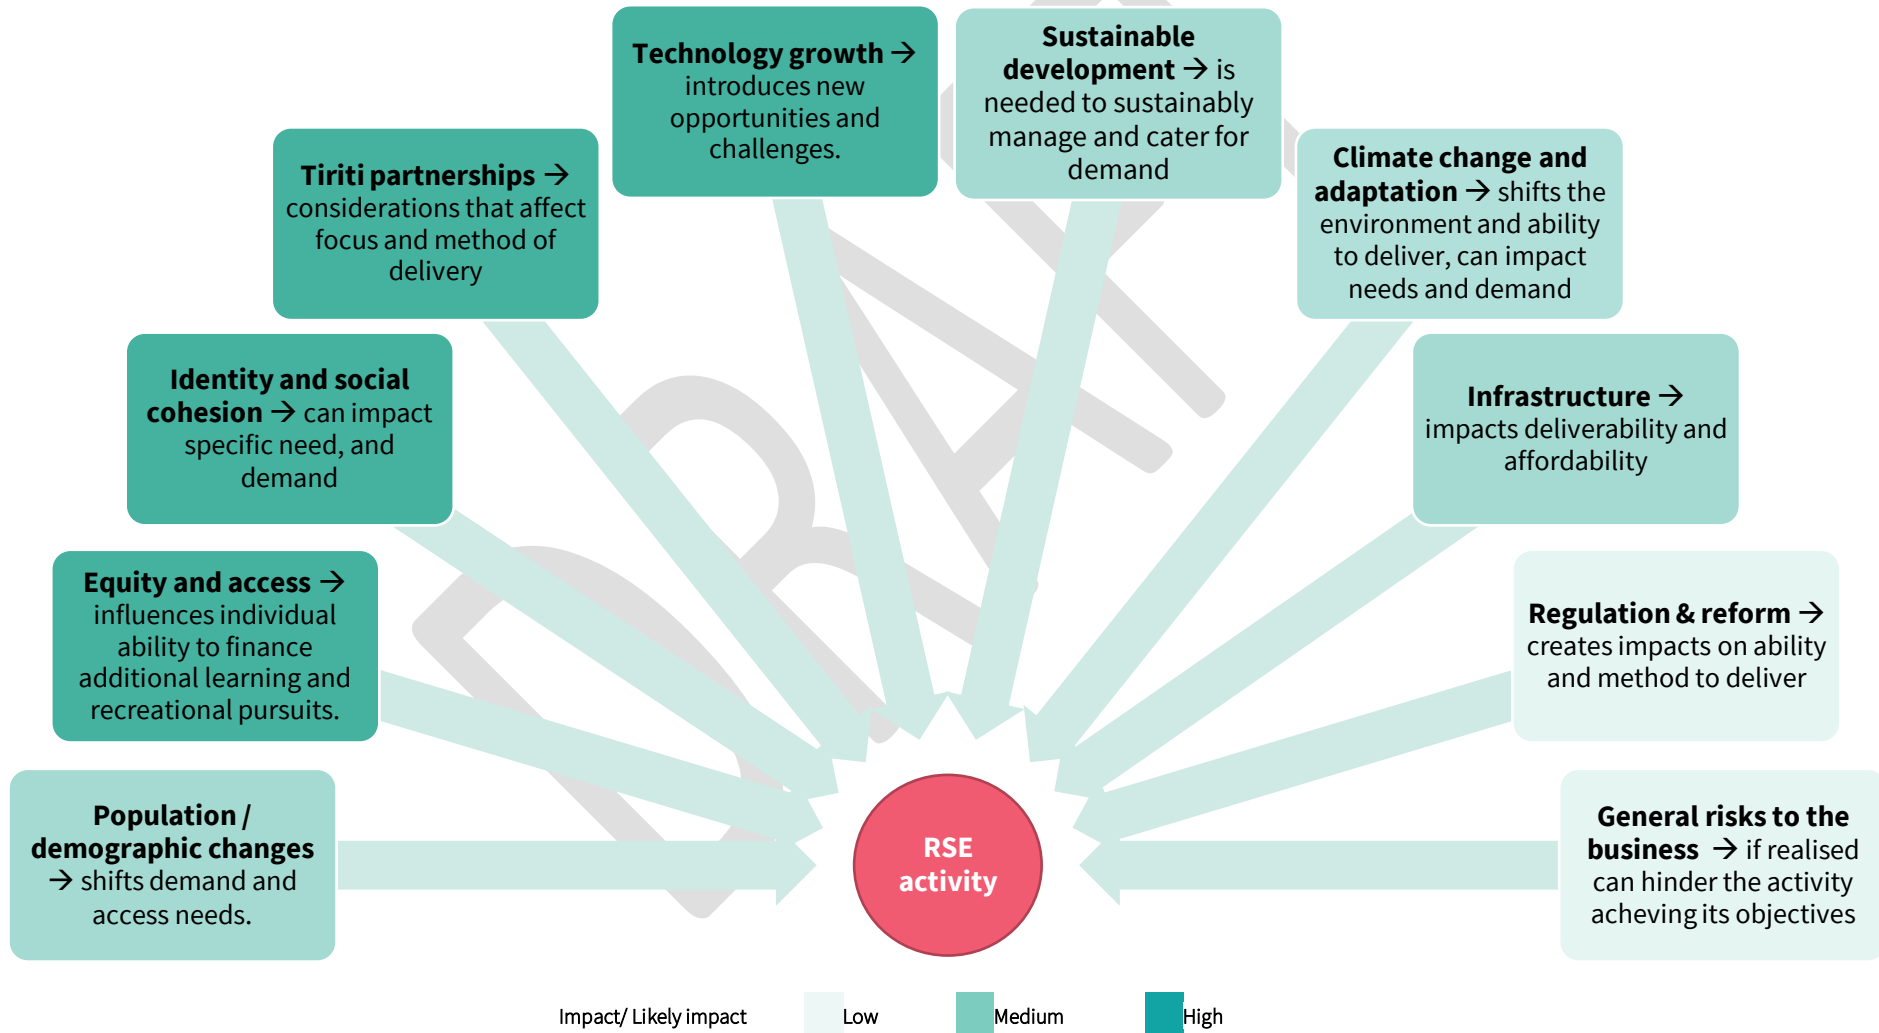 Technology growth →
introduces new
opportunities and
challenges.
Sustainable
development → is
needed to sustainably
manage and cater for
demand
Tiriti partnerships →
considerations that affect
focus and method of
delivery
Climate change and
adaptation → shifts the
environment and ability
to deliver, can impact
needs and demand
Identity and social
cohesion → can impact
specific need, and
demand
Infrastructure →
impacts deliverability and
affordability
Equity and access →
influences individual
ability to finance
additional learning and
recreational pursuits.
Regulation & reform →
creates impacts on ability
and method to deliver
Population /
demographic changes
→ shifts demand and
access needs.
General risks to the
business → if realised
can hinder the activity
acheving its objectives
RSE
activity
DRAFT
Impact/ Likely impact Low Medium High